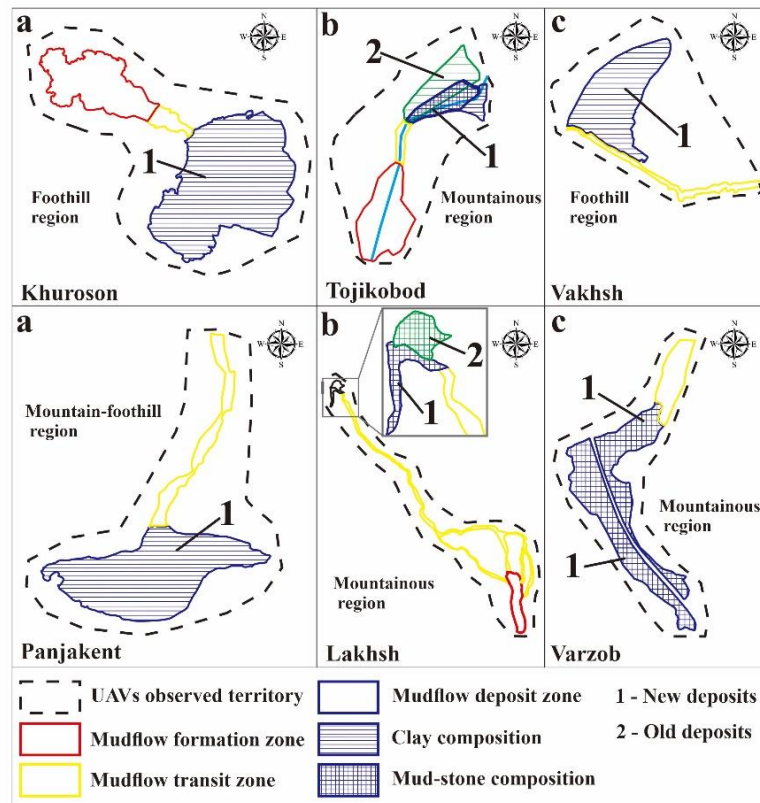 a
N
W E
S
1
Foothill
region
Khuroson
b
N
W E
S
2
1
Mountainous
region
Tojikobod
c
N
W E
S
1
Foothill
region
Vakhsh
a
N
W E
S
Mountain-foothill
region
1
Panjakent
b
N
W E
S
2
1
Mountainous
region
Lakhsh
c
N
W E
S
1
Mountainous
region
1
Varzob
UAVs observed territory
Mudflow formation zone
Mudflow transit zone
Mudflow deposit zone
Clay composition
Mud-stone composition
1 - New deposits
2 - Old deposits